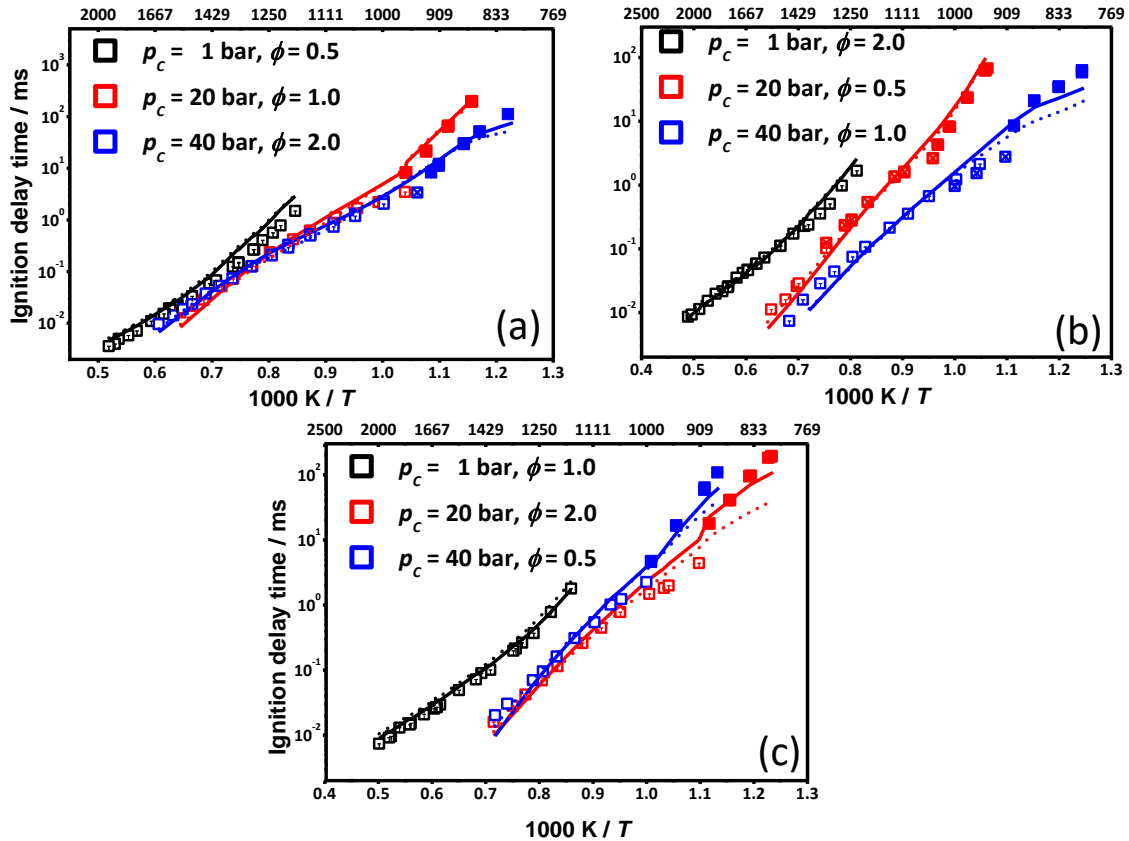 2000 1667 1429 1250 1111 1000 909 833 769
p_c = 1 bar, ϕ = 0.5
p_c = 20 bar, ϕ = 1.0
p_c = 40 bar, ϕ = 2.0
10³
10²
10¹
10⁰
10⁻¹
10⁻²
Ignition delay time / ms
(a)
0.5 0.6 0.7 0.8 0.9 1.0 1.1 1.2 1.3
1000 K / T
2500 2000 1667 1429 1250 1111 1000 909 833 769
p_c = 1 bar, ϕ = 2.0
p_c = 20 bar, ϕ = 0.5
p_c = 40 bar, ϕ = 1.0
10²
10¹
10⁰
10⁻¹
10⁻²
Ignition delay time / ms
(b)
0.4 0.5 0.6 0.7 0.8 0.9 1.0 1.1 1.2 1.3
1000 K / T
2500 2000 1667 1429 1250 1111 1000 909 833 769
p_c = 1 bar, ϕ = 1.0
p_c = 20 bar, ϕ = 2.0
p_c = 40 bar, ϕ = 0.5
10²
10¹
10⁰
10⁻¹
10⁻²
Ignition delay time / ms
(c)
0.4 0.5 0.6 0.7 0.8 0.9 1.0 1.1 1.2 1.3
1000 K / T